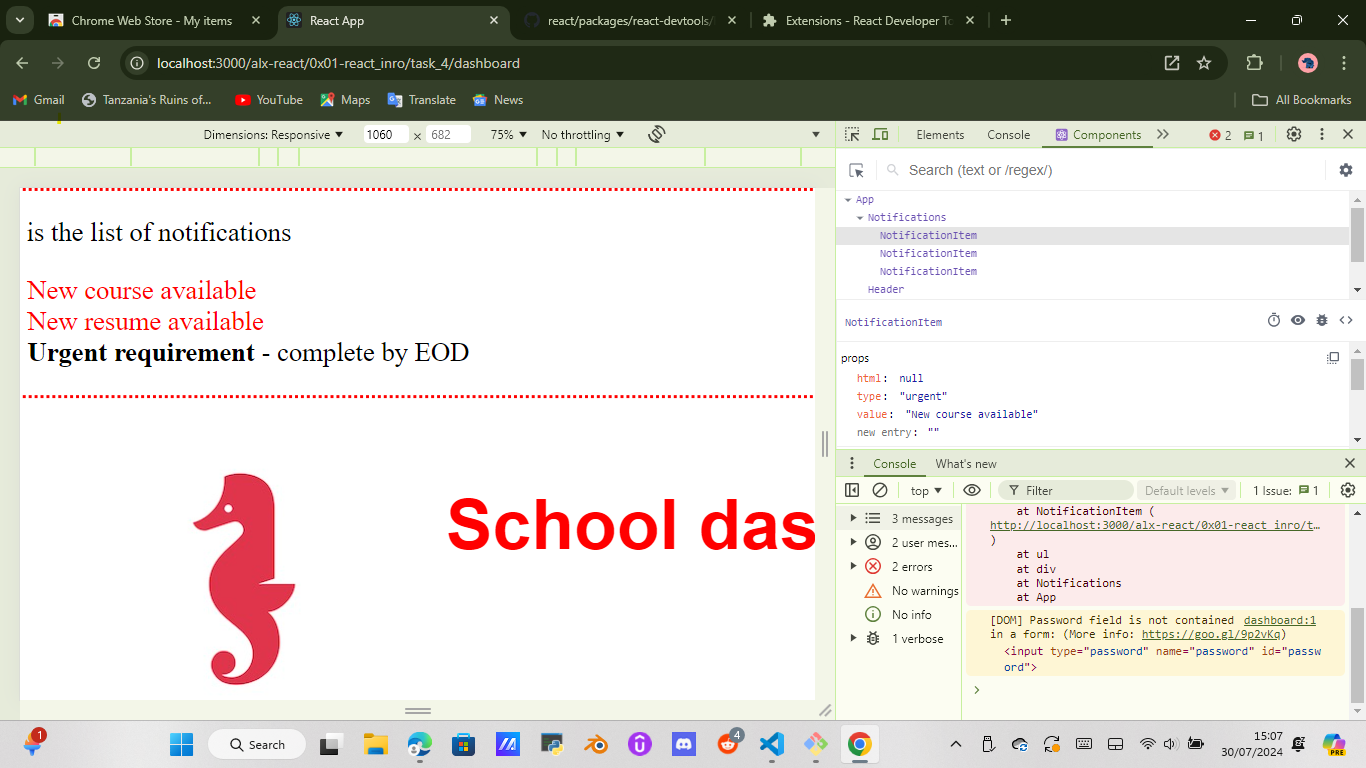 Chrome Web Store - My items
React App
react/packages/react-devtools/
Extensions - React Developer To
localhost:3000/alx-react/0x01-react_inro/task_4/dashboard
Gmail
Tanzania's Ruins of...
YouTube
Maps
Translate
News
All Bookmarks
Dimensions: Responsive
1060 × 682
75%
No throttling
Elements
Console
Components
2
1
is the list of notifications
New course available
New resume available
Urgent requirement - complete by EOD
School das
Search (text or /regex/)
App
Notifications
NotificationItem
NotificationItem
NotificationItem
Header
NotificationItem
props
html: null
type: "urgent"
value: "New course available"
new entry: ""
Console
What's new
top
Filter
Default levels
1 Issue: 1
3 messages
2 user mes...
2 errors
No warnings
No info
1 verbose
at NotificationItem (
http://localhost:3000/alx-react/0x01-react_inro/t…
)
at ul
at div
at Notifications
at App
[DOM] Password field is not contained dashboard:1
in a form: (More info: https://goo.gl/9p2vKq)
<input type="password" name="password" id="passw
ord">
1
Search
4
15:07
30/07/2024
PRE